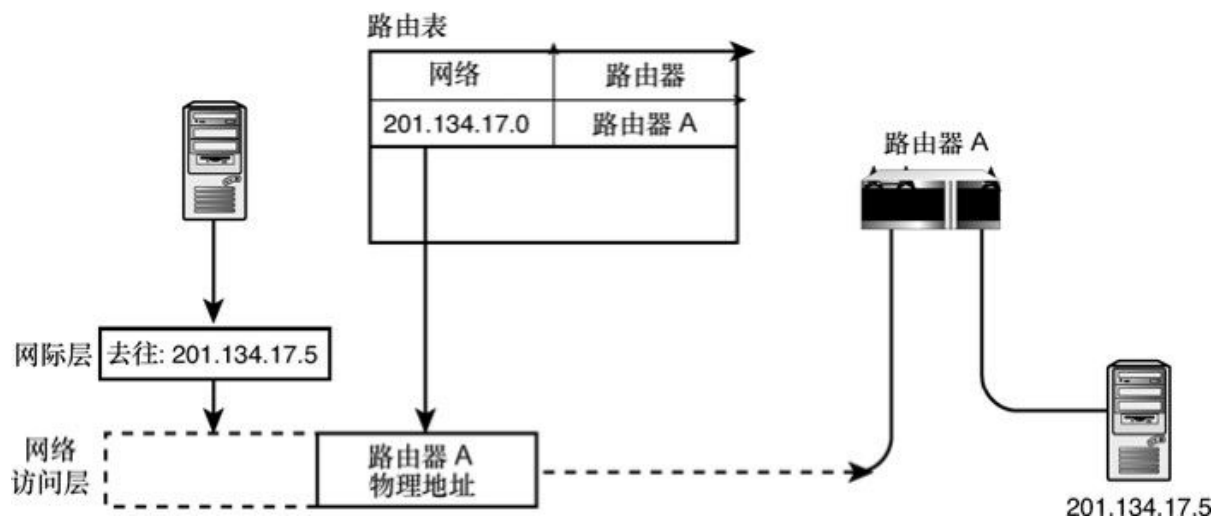 路由表
网络 路由器
201.134.17.0 路由器 A
路由器 A
网际层 去往: 201.134.17.5
网络
访问层
路由器 A
物理地址
201.134.17.5